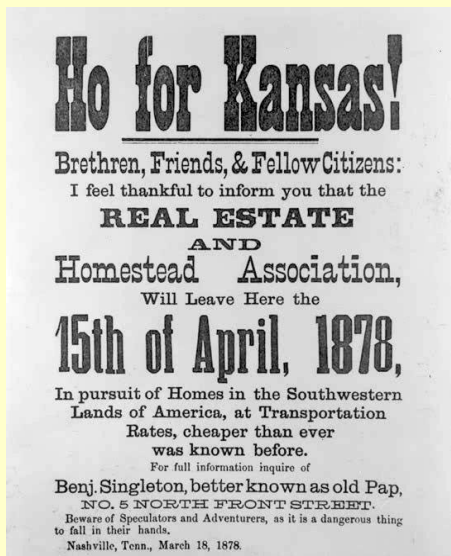 Ho for Kansas!
Brethren, Friends, & Fellow Citizens:
I feel thankful to inform you that the
REAL ESTATE
AND
Homestead Association,
Will Leave Here the
15th of April, 1878,
In pursuit of Homes in the Southwestern
Lands of America, at Transportation
Rates, cheaper than ever
was known before.
For full information inquire of
Benj. Singleton, better known as old Pap,
NO. 5 NORTH FRONT STREET.
Beware of Speculators and Adventurers, as it is a dangerous thing
to fall in their hands.
Nashville, Tenn., March 18, 1878.